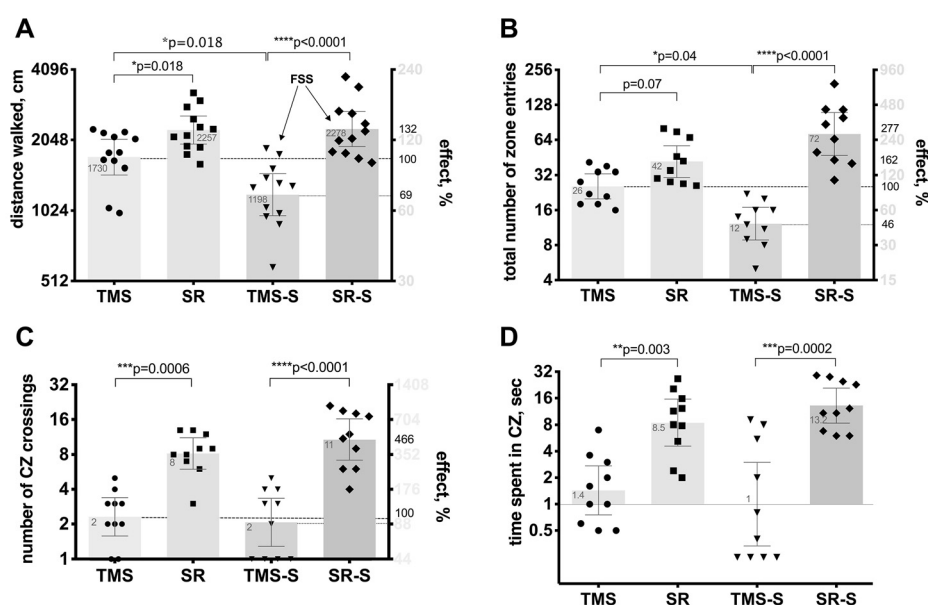 A
*p=0.018
****p<0.0001
*p=0.018
FSS
distance walked, cm
4096
2048
1024
512
1730
2257
1198
2278
TMS
SR
TMS-S
SR-S
240
132
120
100
69
60
30
effect, %
B
*p=0.04
****p<0.0001
p=0.07
total number of zone entries
256
128
64
32
16
8
4
26
42
12
72
TMS
SR
TMS-S
SR-S
960
480
277
240
162
120
100
60
46
30
15
effect, %
C
***p=0.0006
****p<0.0001
number of CZ crossings
32
16
8
4
2
1
2
8
2
11
TMS
SR
TMS-S
SR-S
1408
704
466
352
176
100
88
44
effect, %
D
**p=0.003
***p=0.0002
time spent in CZ, sec
32
16
8
4
2
1
0.5
1.4
8.5
1
13.2
TMS
SR
TMS-S
SR-S